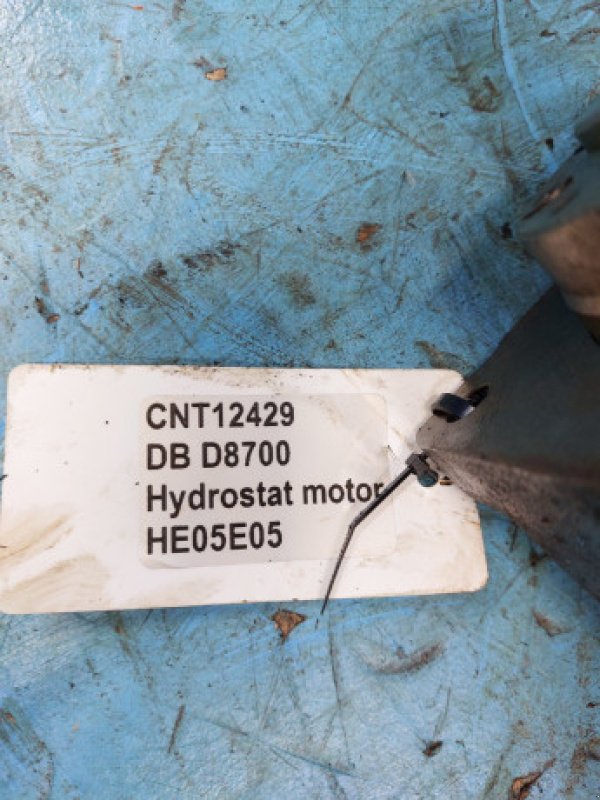 CNT12429
DB D8700
Hydrostat motor
HE05E05